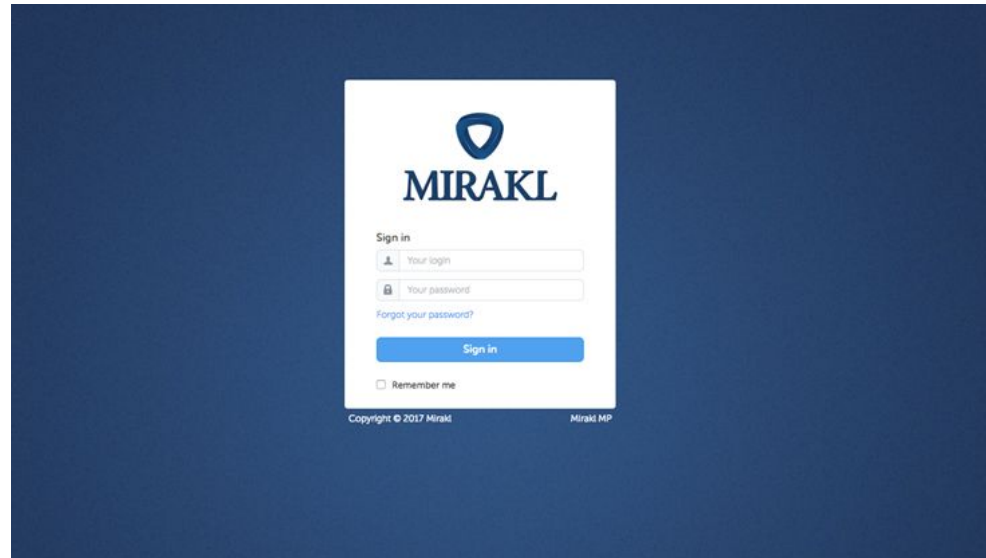 MIRAKL
Sign in
Your login
Your password
Forgot your password?
Sign in
Remember me
Copyright © 2017 Mirakl Mirakl MP